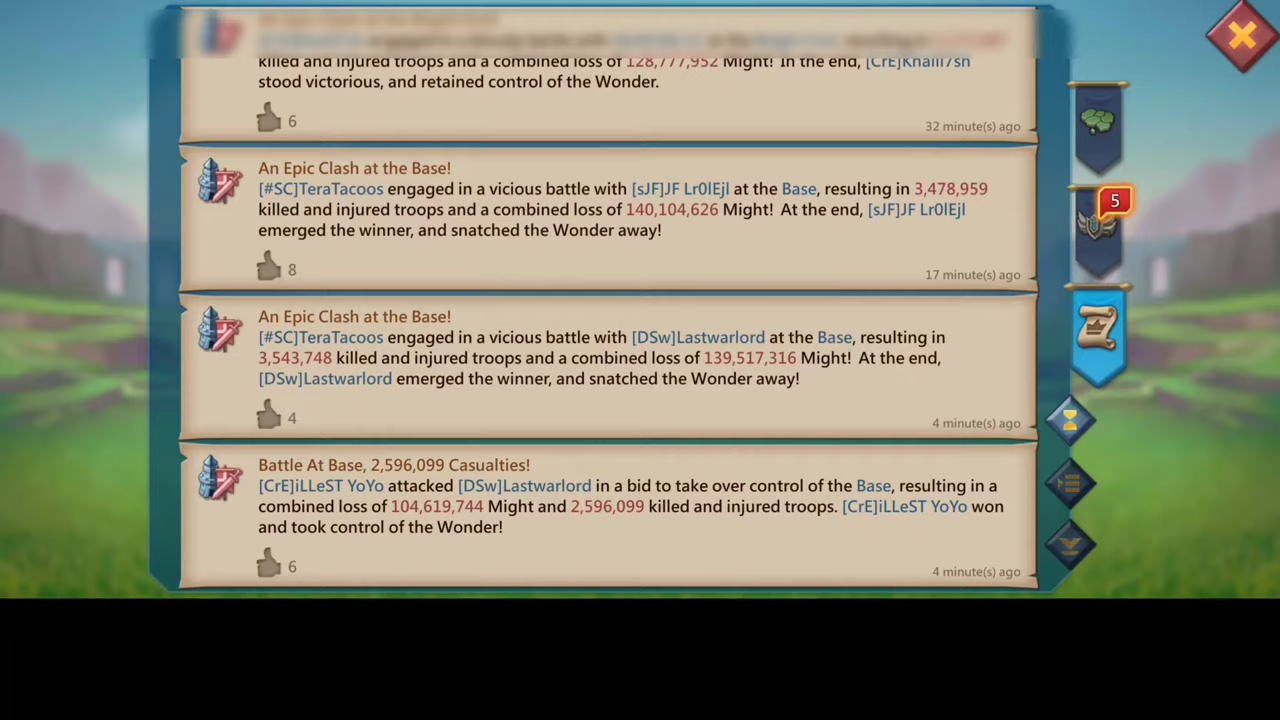 killed and injured troops and a combined loss of 128,777,952 Might! In the end, [CrE]Khalil7sh
stood victorious, and retained control of the Wonder.
6
32 minute(s) ago
An Epic Clash at the Base!
[#SC]TeraTacoos engaged in a vicious battle with [sJF]JF Lr0lEjl at the Base, resulting in 3,478,959
killed and injured troops and a combined loss of 140,104,626 Might! At the end, [sJF]JF Lr0lEjl
emerged the winner, and snatched the Wonder away!
8
17 minute(s) ago
5
An Epic Clash at the Base!
[#SC]TeraTacoos engaged in a vicious battle with [DSw]Lastwarlord at the Base, resulting in
3,543,748 killed and injured troops and a combined loss of 139,517,316 Might! At the end,
[DSw]Lastwarlord emerged the winner, and snatched the Wonder away!
4
4 minute(s) ago
Battle At Base, 2,596,099 Casualties!
[CrE]iLLeST YoYo attacked [DSw]Lastwarlord in a bid to take over control of the Base, resulting in a
combined loss of 104,619,744 Might and 2,596,099 killed and injured troops. [CrE]iLLeST YoYo won
and took control of the Wonder!
6
4 minute(s) ago